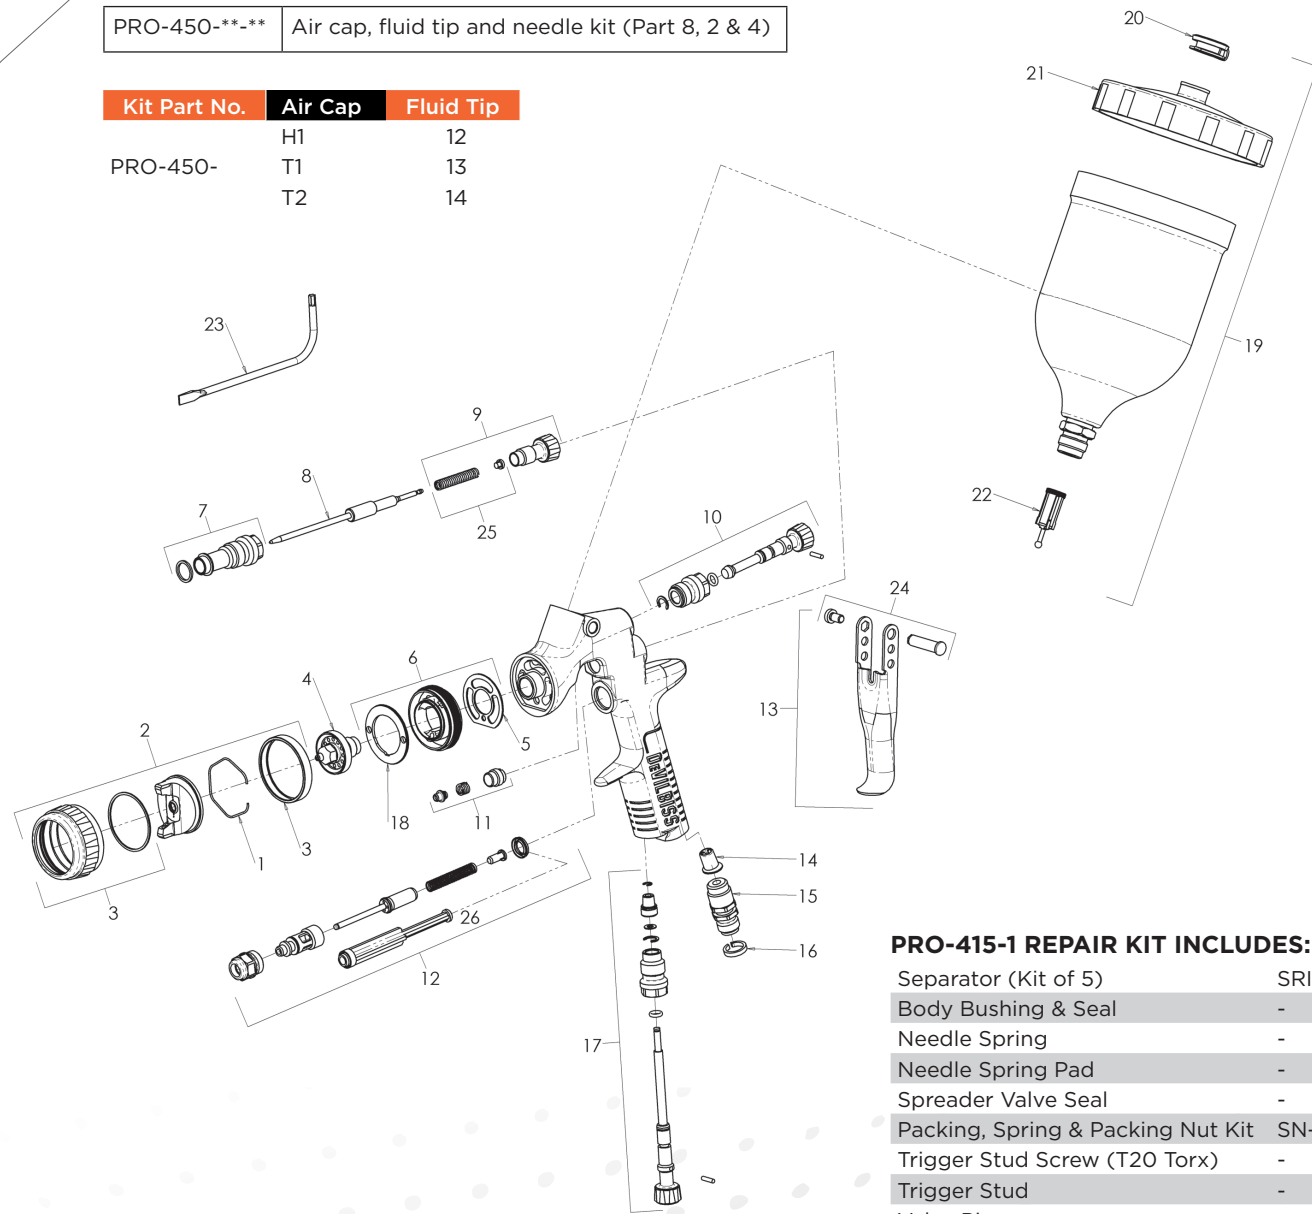 PRO-450-**-** Air cap, fluid tip and needle kit (Part 8, 2 & 4)
Kit Part No. Air Cap Fluid Tip
H1 12
PRO-450- T1 13
T2 14
20
21
19
22
23
9
8
25
7
10
24
13
6
4
5
2
18
11
3
1
3
26
12
14
15
16
17
DEVILBISS
PRO-415-1 REPAIR KIT INCLUDES:
Separator (Kit of 5) SRI
Body Bushing & Seal -
Needle Spring -
Needle Spring Pad -
Spreader Valve Seal -
Packing, Spring & Packing Nut Kit SN-
Trigger Stud Screw (T20 Torx) -
Trigger Stud -